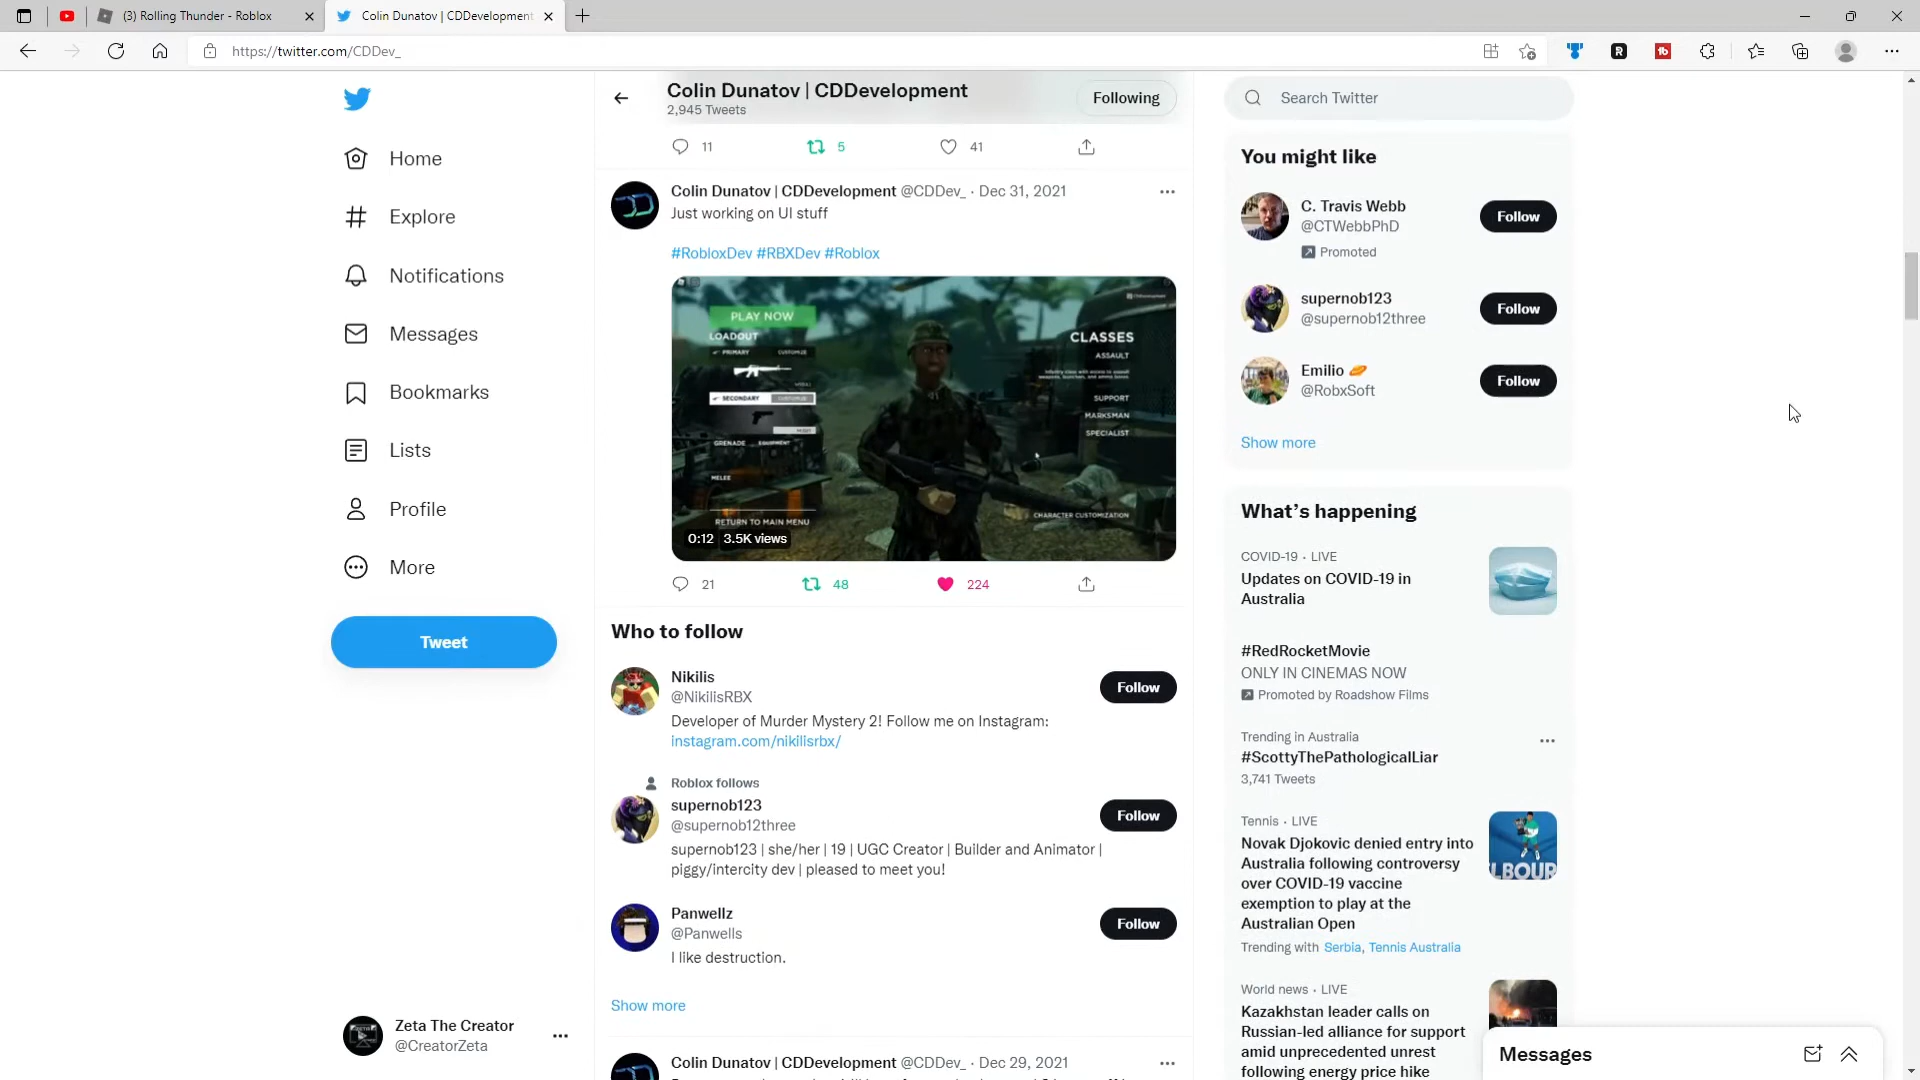 (3) Rolling Thunder - Roblox
Colin Dunatov | CDDevelopment
https://twitter.com/CDDev_
Home
Explore
Notifications
Messages
Bookmarks
Lists
Profile
More
Tweet
Zeta The Creator
@CreatorZeta
Colin Dunatov | CDDevelopment
2,945 Tweets
Following
11
5
41
Colin Dunatov | CDDevelopment @CDDev_ · Dec 31, 2021
Just working on UI stuff
#RobloxDev #RBXDev #Roblox
PLAY NOW
LOADOUT
PRIMARY CUSTOMIZE
SECONDARY CUSTOMIZE
GRENADE EQUIPMENT
MELEE
RETURN TO MAIN MENU
CLASSES
ASSAULT
SUPPORT
MARKSMAN
SPECIALIST
CHARACTER CUSTOMIZATION
0:12 3.5K views
21
48
224
Who to follow
Nikilis
@NikilisRBX
Follow
Developer of Murder Mystery 2! Follow me on Instagram:
instagram.com/nikilisrbx/
Roblox follows
supernob123
@supernob12three
Follow
supernob123 | she/her | 19 | UGC Creator | Builder and Animator |
piggy/intercity dev | pleased to meet you!
Panwellz
@Panwells
Follow
I like destruction.
Show more
Colin Dunatov | CDDevelopment @CDDev_ · Dec 29, 2021
Search Twitter
You might like
C. Travis Webb
@CTWebbPhD
Follow
Promoted
supernob123
@supernob12three
Follow
Emilio
@RobxSoft
Follow
Show more
What's happening
COVID-19 · LIVE
Updates on COVID-19 in
Australia
#RedRocketMovie
ONLY IN CINEMAS NOW
Promoted by Roadshow Films
Trending in Australia
#ScottyThePathologicalLiar
3,741 Tweets
Tennis · LIVE
Novak Djokovic denied entry into
Australia following controversy
over COVID-19 vaccine
exemption to play at the
Australian Open
LBOUR
Trending with Serbia, Tennis Australia
World news · LIVE
Kazakhstan leader calls on
Russian-led alliance for support
amid unprecedented unrest
following energy price hike
Messages